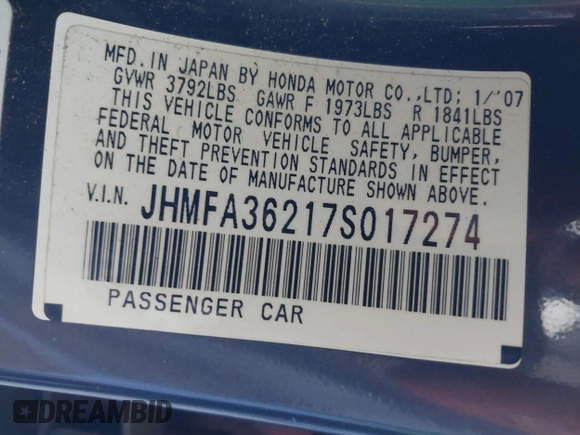 MFD. IN JAPAN BY HONDA MOTOR CO.,LTD; 1/'07
GVWR 3792LBS GAWR F 1973LBS R 1841LBS
THIS VEHICLE CONFORMS TO ALL APPLICABLE
FEDERAL MOTOR VEHICLE SAFETY, BUMPER,
AND THEFT PREVENTION STANDARDS IN EFFECT
ON THE DATE OF MANUFACTURE SHOWN ABOVE.
V.I.N. JHMFA36217S017274
PASSENGER CAR
DREAMBID